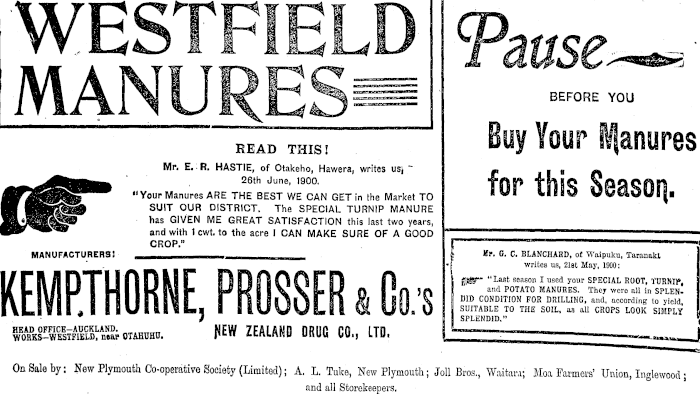 WESTFIELD
MANURES
READ THIS!
Mr. E. R. HASTIE, of Otakeho, Hawera, writes us,
26th June, 1900.
"Your Manures ARE THE BEST WE CAN GET in the Market TO
SUIT OUR DISTRICT. The SPECIAL TURNIP MANURE
has GIVEN ME GREAT SATISFACTION this last two years,
and with 1 cwt. to the acre I CAN MAKE SURE OF A GOOD
CROP."
MANUFACTURERS:
KEMPTHORNE, PROSSER & Co.'s
HEAD OFFICE—AUCKLAND.
WORKS—WESTFIELD, near OTAHUHU.
NEW ZEALAND DRUG CO., LTD.
Pause
BEFORE YOU
Buy Your Manures
for this Season.
Mr. G. C. BLANCHARD, of Waipuku, Taranaki
writes us, 21st May, 1900:
"Last season I used your SPECIAL ROOT, TURNIP,
and POTATO MANURES. They were all in SPLEN-
DID CONDITION FOR DRILLING, and, according to yield,
SUITABLE TO THE SOIL, as all CROPS LOOK SIMPLY
SPLENDID."
On Sale by: New Plymouth Co-operative Society (Limited); A. L. Tuke, New Plymouth; Joll Bros., Waitara; Moa Farmers' Union, Inglewood;
and all Storekeepers.